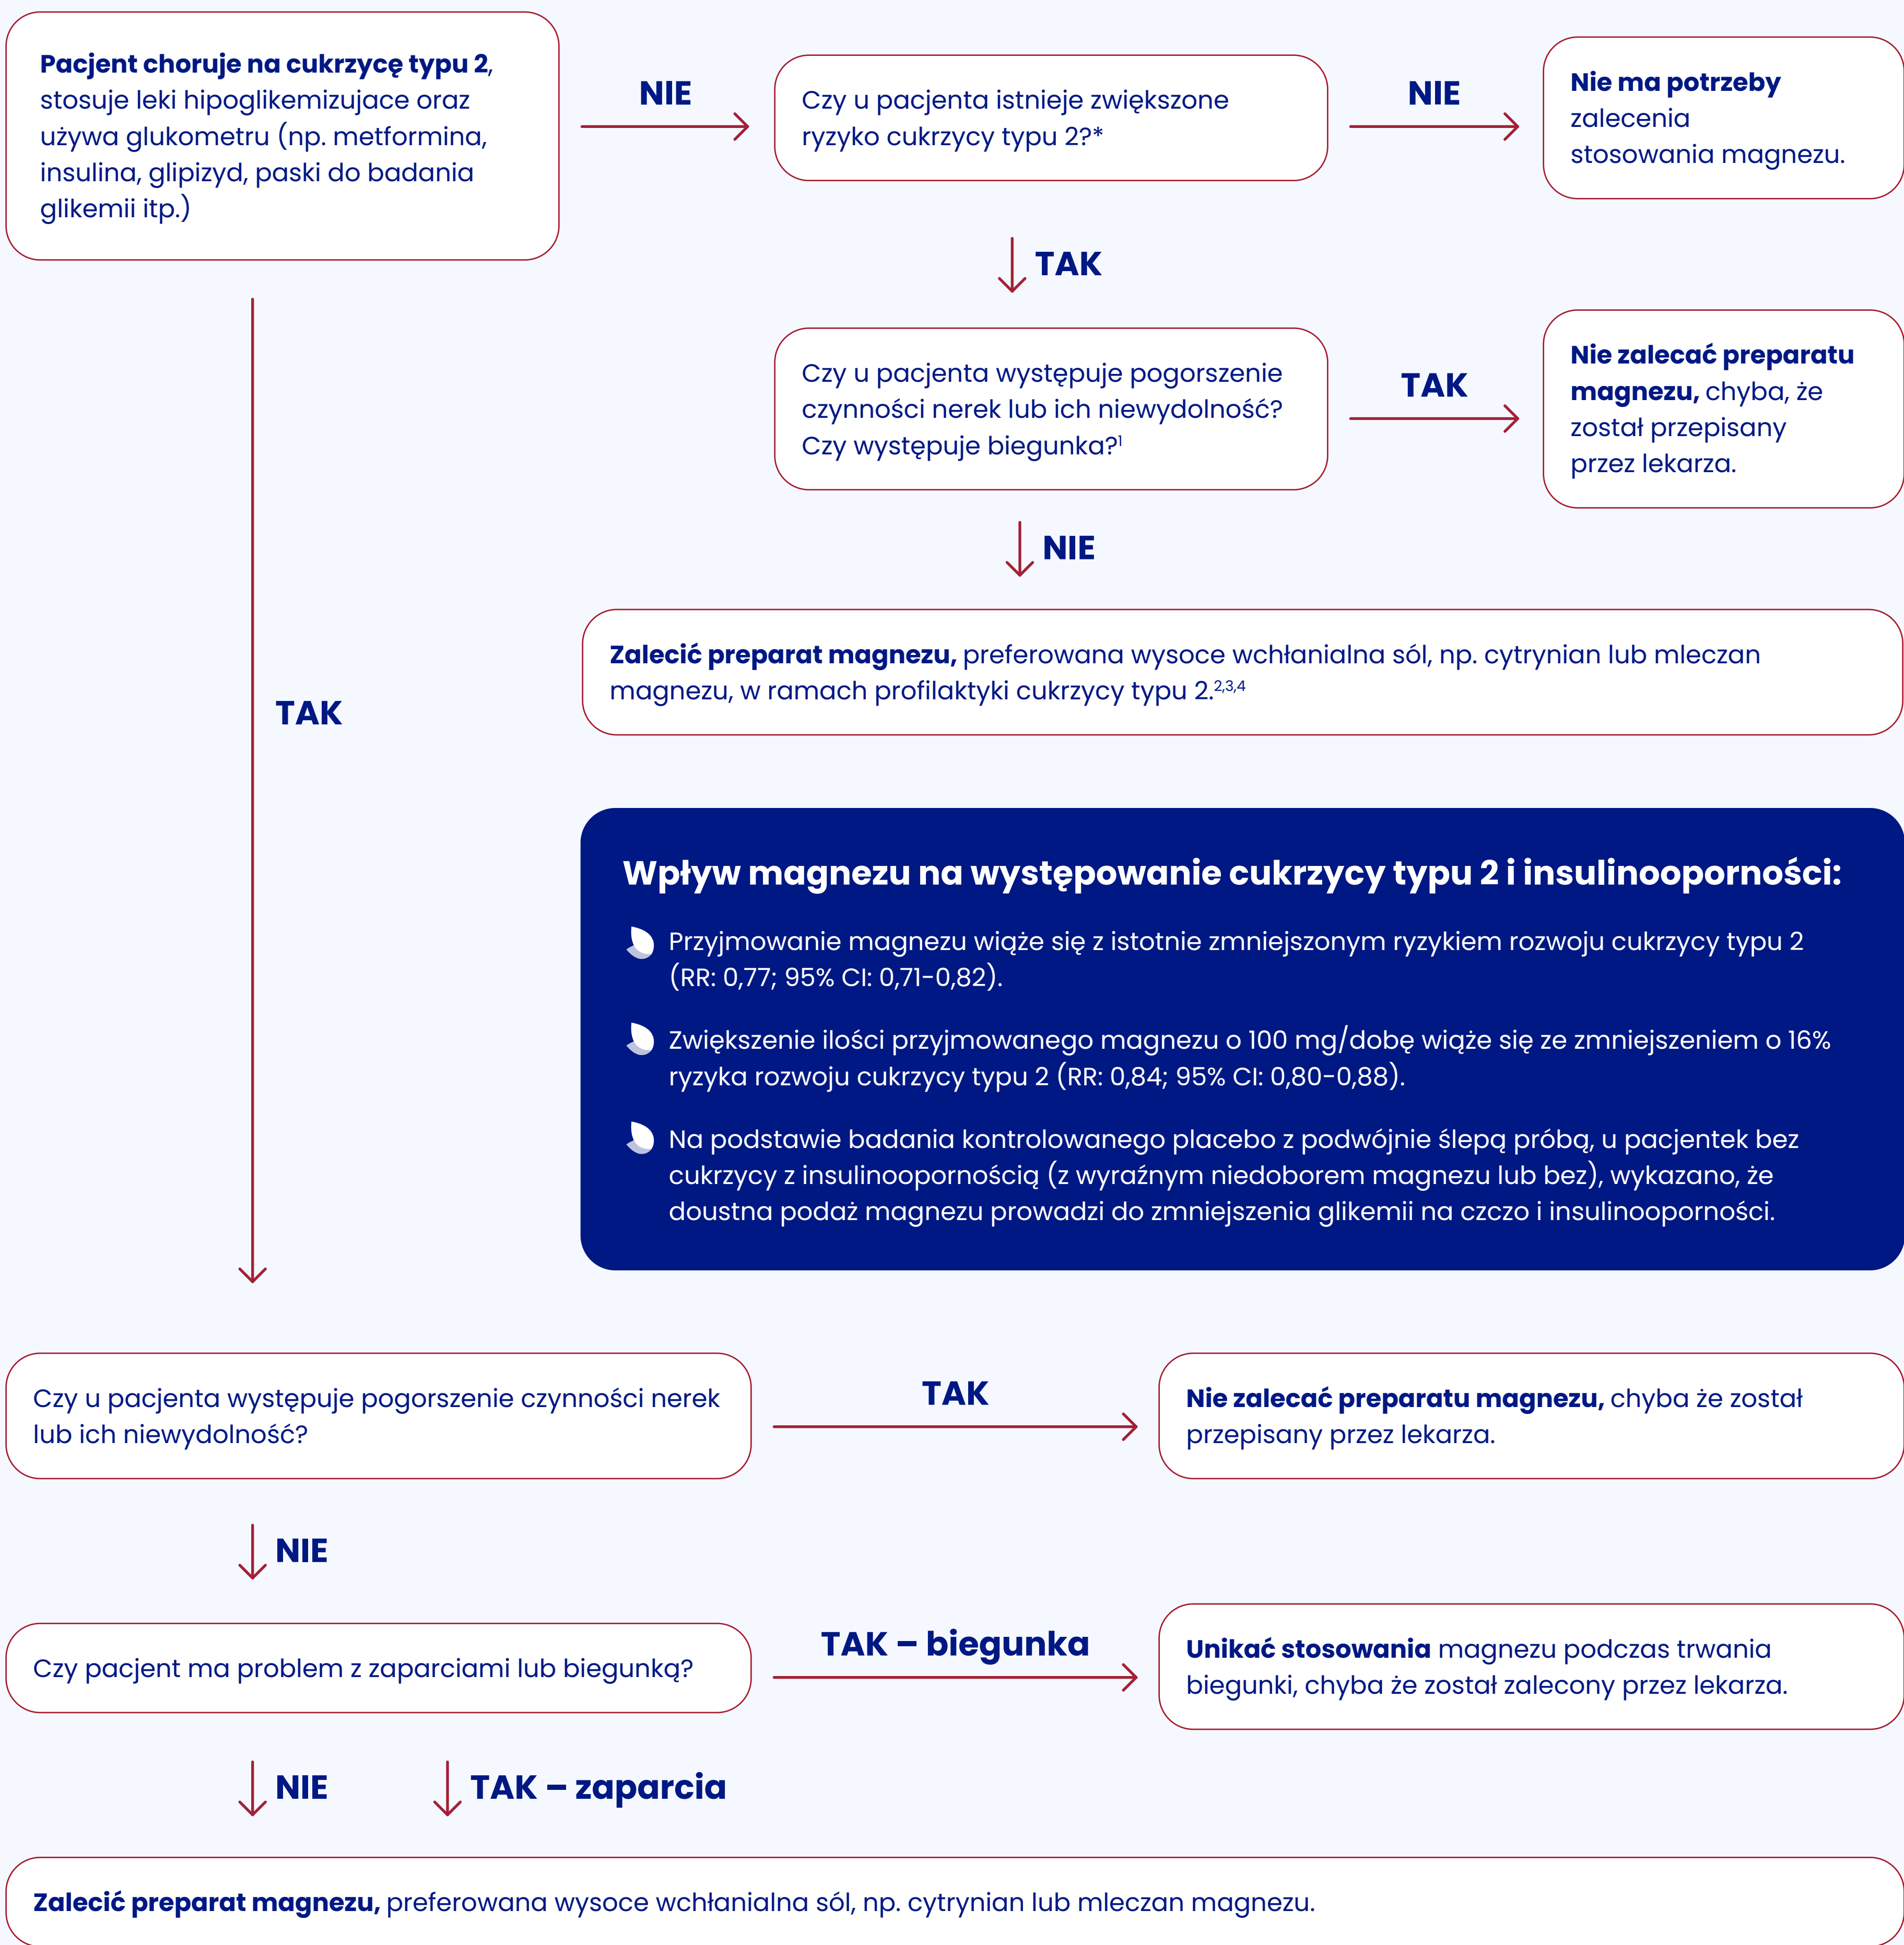 Pacjent choruje na cukrzycę typu 2,
stosuje leki hipoglikemizujace oraz
używa glukometru (np. metformina,
insulina, glipizyd, paski do badania
glikemii itp.)
NIE
Czy u pacjenta istnieje zwiększone
ryzyko cukrzycy typu 2?*
NIE
Nie ma potrzeby
zalecenia
stosowania magnezu.
TAK
Czy u pacjenta występuje pogorszenie
czynności nerek lub ich niewydolność?
Czy występuje biegunka?¹
TAK
Nie zalecać preparatu
magnezu, chyba, że
został przepisany
przez lekarza.
NIE
Zalecić preparat magnezu, preferowana wysoce wchłanialna sól, np. cytrynian lub mleczan
magnezu, w ramach profilaktyki cukrzycy typu 2.²,³,⁴
TAK
Wpływ magnezu na występowanie cukrzycy typu 2 i insulinooporności:
Przyjmowanie magnezu wiąże się z istotnie zmniejszonym ryzykiem rozwoju cukrzycy typu 2
(RR: 0,77; 95% CI: 0,71-0,82).
Zwiększenie ilości przyjmowanego magnezu o 100 mg/dobę wiąże się ze zmniejszeniem o 16%
ryzyka rozwoju cukrzycy typu 2 (RR: 0,84; 95% CI: 0,80-0,88).
Na podstawie badania kontrolowanego placebo z podwójnie ślepą próbą, u pacjentek bez
cukrzycy z insulinoopornością (z wyraźnym niedoborem magnezu lub bez), wykazano, że
doustna podaż magnezu prowadzi do zmniejszenia glikemii na czczo i insulinooporności.
Czy u pacjenta występuje pogorszenie czynności nerek
lub ich niewydolność?
TAK
Nie zalecać preparatu magnezu, chyba że został
przepisany przez lekarza.
NIE
Czy pacjent ma problem z zaparciami lub biegunką?
TAK – biegunka
Unikać stosowania magnezu podczas trwania
biegunki, chyba że został zalecony przez lekarza.
NIE
TAK – zaparcia
Zalecić preparat magnezu, preferowana wysoce wchłanialna sól, np. cytrynian lub mleczan magnezu.